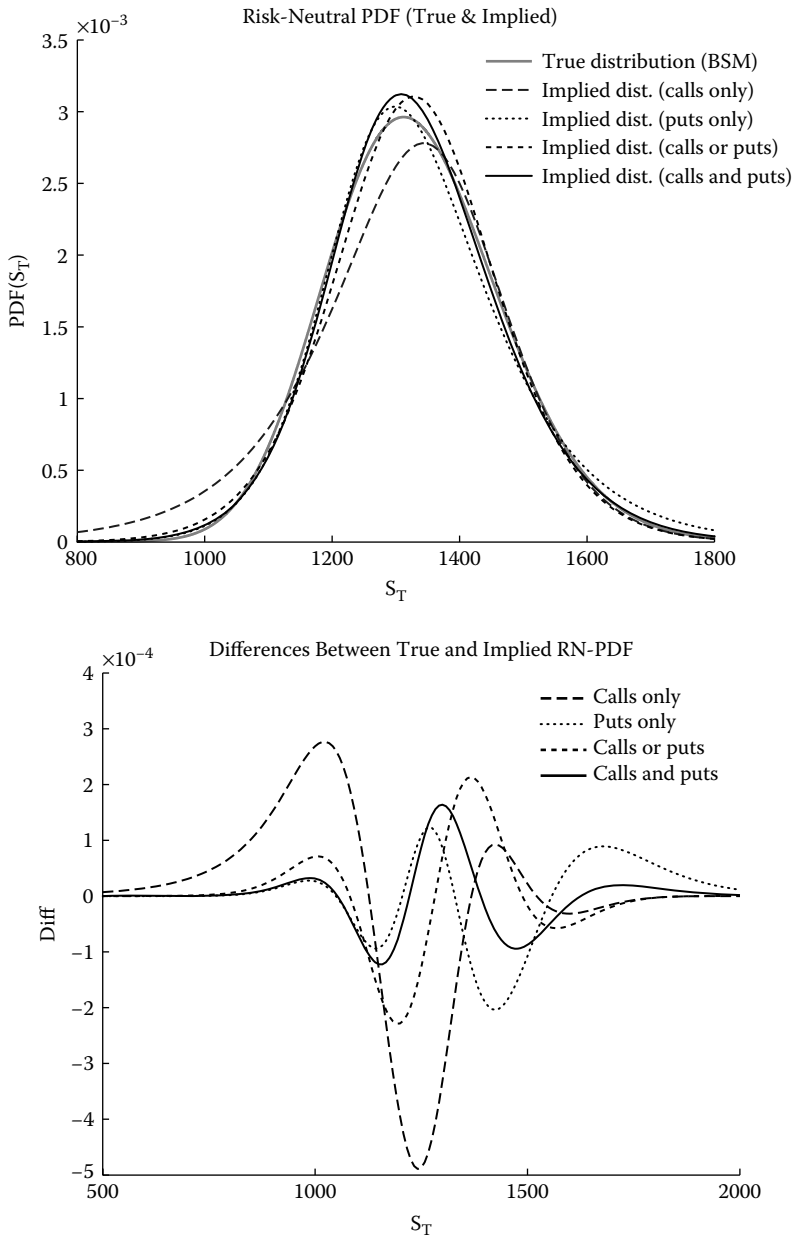 Risk-Neutral PDF (True & Implied)
×10–3
3.5
3
2.5
2
1.5
1
0.5
0
PDF(ST)
True distribution (BSM)
Implied dist. (calls only)
Implied dist. (puts only)
Implied dist. (calls or puts)
Implied dist. (calls and puts)
800 1000 1200 1400 1600 1800
ST
Differences Between True and Implied RN-PDF
×10–4
4
3
2
1
0
–1
–2
–3
–4
–5
Diff
Calls only
Puts only
Calls or puts
Calls and puts
500 1000 1500 2000
ST